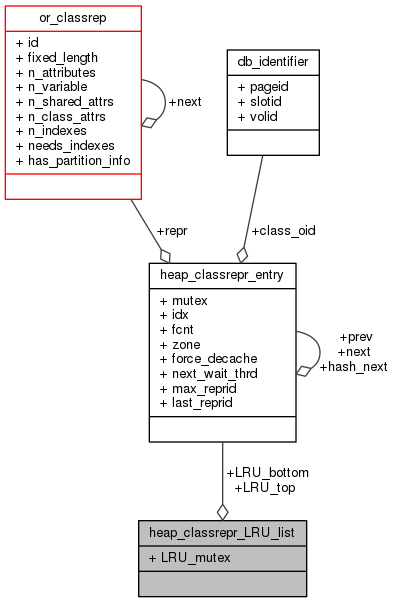 or_classrep
+ id
+ fixed_length
+ n_attributes
+ n_variable
+ n_shared_attrs
+ n_class_attrs
+ n_indexes
+ needs_indexes
+ has_partition_info
+next
db_identifier
+ pageid
+ slotid
+ volid
+repr
+class_oid
heap_classrepr_entry
+ mutex
+ idx
+ fcnt
+ zone
+ force_decache
+ next_wait_thrd
+ max_reprid
+ last_reprid
+prev
+next
+hash_next
+LRU_bottom
+LRU_top
heap_classrepr_LRU_list
+ LRU_mutex